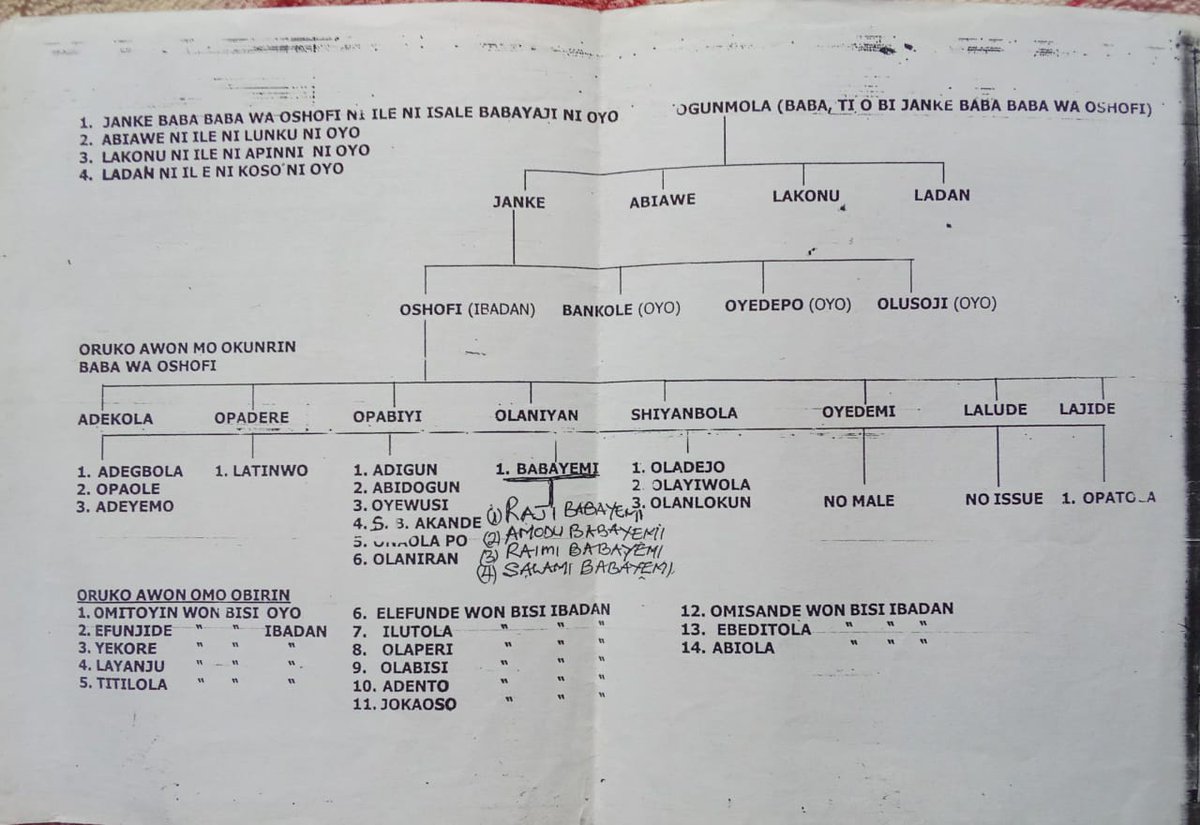 1. JANKE BABA BABA WA OSHOFI NI ILE NI ISALE BABAYAJI NI OYO
2. ABIAWE NI ILE NI LUNKU NI OYO
3. LAKONU NI ILE NI APINNI NI OYO
4. LADAN NI IL E NI KOSO NI OYO
OGUNMOLA (BABA, TI O BI JANKE BABA BABA WA OSHOFI)
JANKE ABIAWE LAKONU LADAN
OSHOFI (IBADAN) BANKOLE (OYO) OYEDEPO (OYO) OLUSOJI (OYO)
ORUKO AWON MO OKUNRIN
BABA WA OSHOFI
ADEKOLA OPADERE OPABIYI OLANIYAN SHIYANBOLA OYEDEMI LALUDE LAJIDE
1. ADEGBOLA
2. OPAOLE
3. ADEYEMO
1. LATINWO
1. ADIGUN
2. ABIDOGUN
3. OYEWUSI
4. S. B. AKANDE
5. PO
6. OLANIRAN
1. BABAYEMI
(1) RAJI BABAYEMI
(2) AMODU BABAYEMI
(3) RAIMI BABAYEMI
(4) SALAMI BABAYEMI.
1. OLADEJO
2 OLAYIWOLA
3. OLANLOKUN
NO MALE
NO ISSUE
1. OPATOLA
ORUKO AWON OMO OBIRIN
1. OMITOYIN WON BISI OYO
2. EFUNJIDE " " IBADAN
3. YEKORE " " "
4. LAYANJU " " "
5. TITILOLA " " "
6. ELEFUNDE WON BISI IBADAN
7. ILUTOLA " " "
8. OLAPERI " " "
9. OLABISI " " "
10. ADENTO " " "
11. JOKAOSO " " "
12. OMISANDE WON BISI IBADAN
13. EBEDITOLA " " "
14. ABIOLA " " "